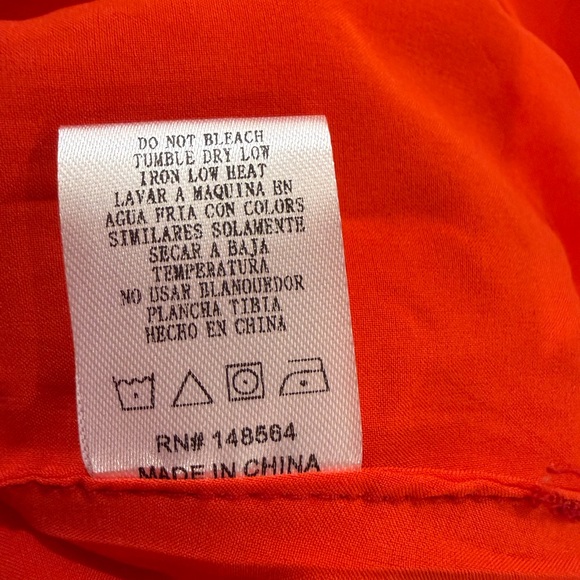 DO NOT BLEACH
TUMBLE DRY LOW
IRON LOW HEAT
LAVAR A MAQUINA EN
AGUA FRIA CON COLORS
SIMILARES SOLAMENTE
SECAR A BAJA
TEMPERATURA
NO USAR BLANQUEDOR
PLANCHA TIBIA
HECHO EN CHINA
RN# 148564
MADE IN CHINA